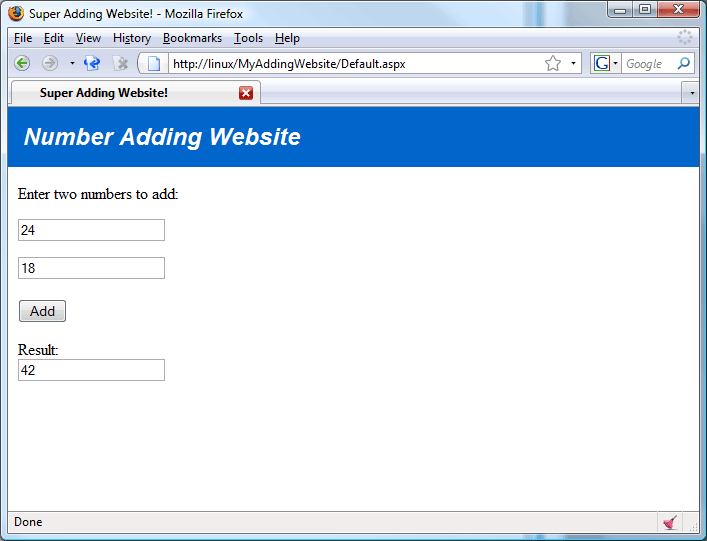 Super Adding Website! - Mozilla Firefox
File Edit View History Bookmarks Tools Help
http://linux/MyAddingWebsite/Default.aspx G Google
Super Adding Website!
Number Adding Website
Enter two numbers to add:
24
18
Add
Result:
42
Done